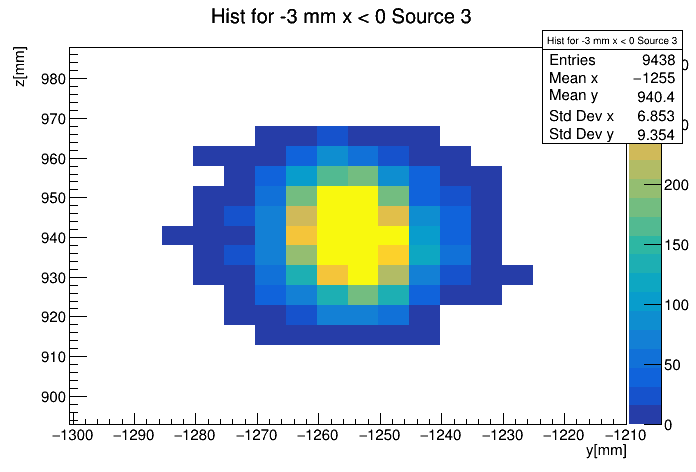 Hist for -3 mm x < 0 Source 3
z[mm]
Hist for -3 mm x < 0 Source 3
Entries 9438
Mean x −1255
Mean y 940.4
Std Dev x 6.853
Std Dev y 9.354
980
970
960
950
940
930
920
910
900
0
0
200
150
100
50
0
−1300 −1290 −1280 −1270 −1260 −1250 −1240 −1230 −1220 −1210
y[mm]